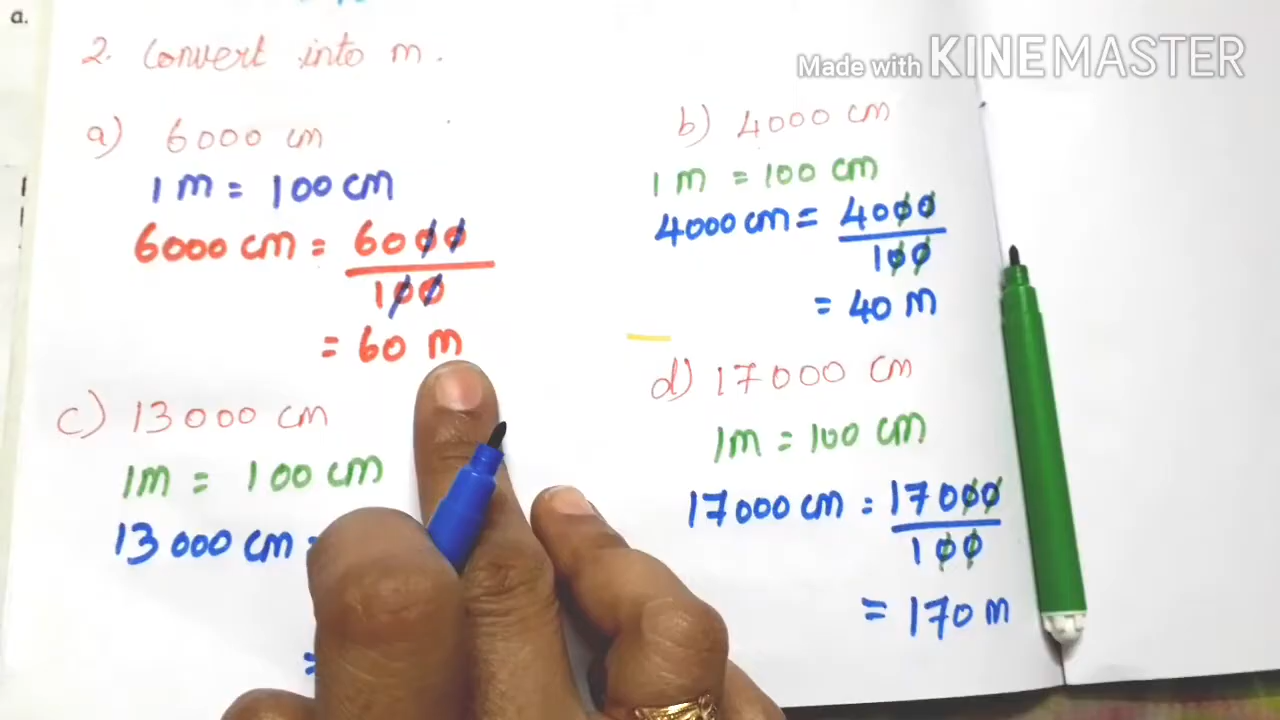 a.
Made with KINEMASTER
2. Convert into m.
a) 6000 cm
1 m = 100 cm
6000 cm = 6000
100
= 60 m
b) 4000 cm
1 m = 100 cm
4000 cm = 4000
100
= 40 m
c) 13000 cm
1m = 100 cm
13000 cm =
=
d) 17000 cm
1m = 100 cm
17000 cm = 17000
100
= 170 m